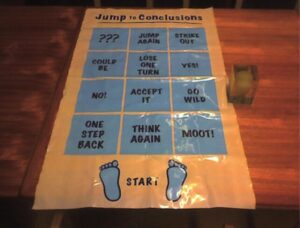 Jump to Conclusions
???
JUMP
AGAIN
STRIKE
OUT
COULD
BE
LOSE
ONE
TURN
YES!
NO!
ACCEPT
IT
GO
WILD
ONE
STEP
BACK
THINK
AGAIN
MOOT!
START